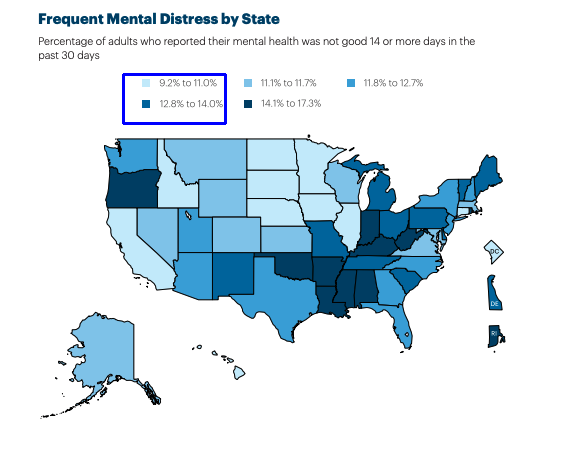 Frequent Mental Distress by State
Percentage of adults who reported their mental health was not good 14 or more days in the
past 30 days
9.2% to 11.0% 11.1% to 11.7% 11.8% to 12.7%
12.8% to 14.0% 14.1% to 17.3%
DC
DE
RI